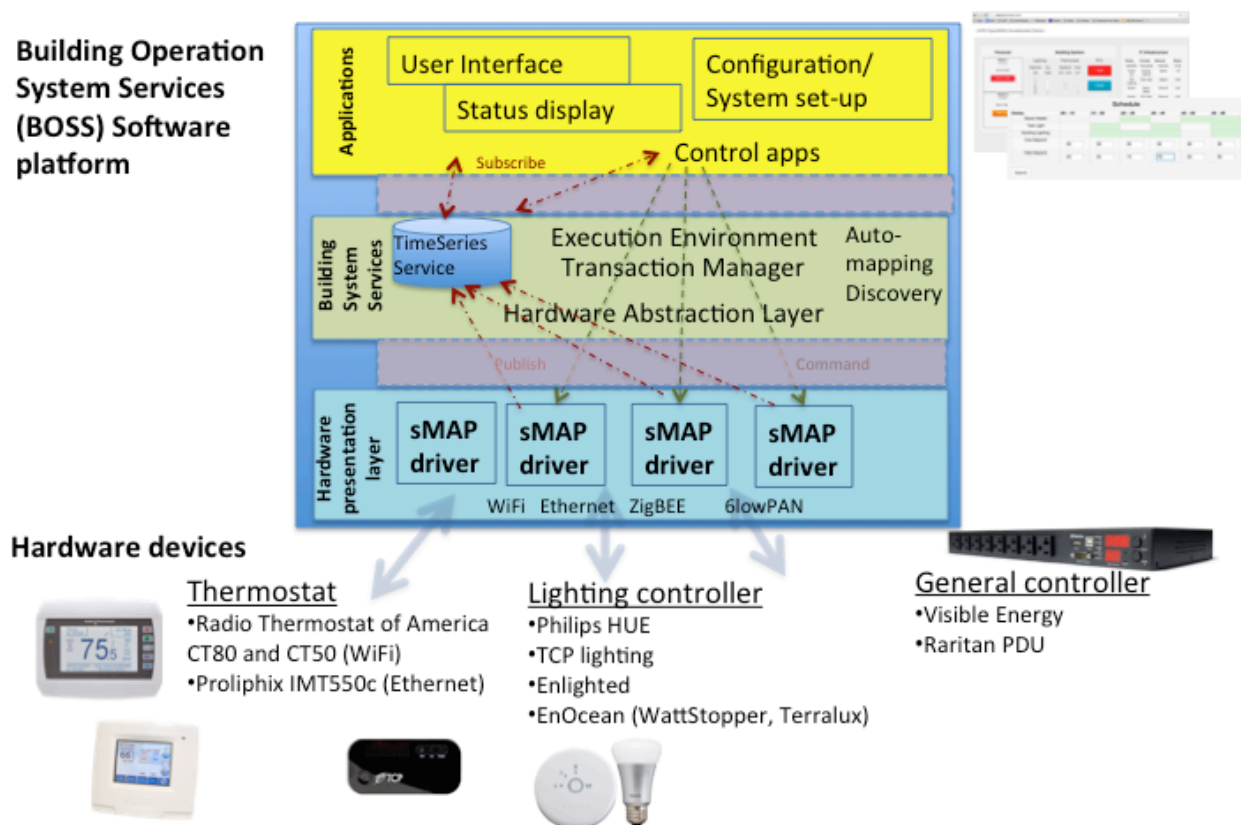 Building Operation
System Services
(BOSS) Software
platform
Applications
User Interface
Status display
Configuration/
System set-up
Subscribe
Control apps
Building
System
Services
TimeSeries
Service
Execution Environment
Transaction Manager
Hardware Abstraction Layer
Auto-
mapping
Discovery
Publish
Command
Hardware
presentation
layer
sMAP
driver
sMAP
driver
sMAP
driver
sMAP
driver
WiFi Ethernet ZigBEE 6lowPAN
Schedule
Hardware devices
Thermostat
•Radio Thermostat of America
CT80 and CT50 (WiFi)
•Proliphix IMT550c (Ethernet)
Lighting controller
•Philips HUE
•TCP lighting
•Enlighted
•EnOcean (WattStopper, Terralux)
General controller
•Visible Energy
•Raritan PDU
75
TCP